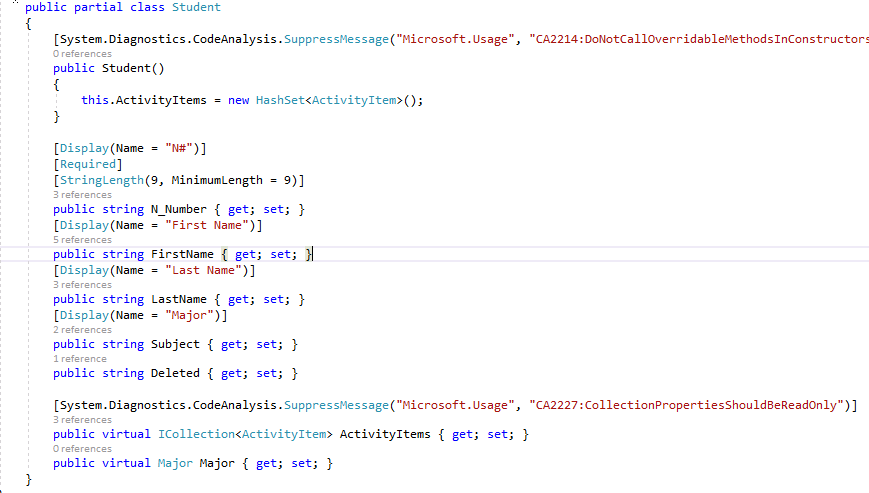 public partial class Student
{
[System.Diagnostics.CodeAnalysis.SuppressMessage("Microsoft.Usage", "CA2214:DoNotCallOverridableMethodsInConstructors
0 references
public Student()
{
this.ActivityItems = new HashSet<ActivityItem>();
}
[Display(Name = "N#")]
[Required]
[StringLength(9, MinimumLength = 9)]
3 references
public string N_Number { get; set; }
[Display(Name = "First Name")]
5 references
public string FirstName { get; set; }
[Display(Name = "Last Name")]
3 references
public string LastName { get; set; }
[Display(Name = "Major")]
2 references
public string Subject { get; set; }
1 reference
public string Deleted { get; set; }
[System.Diagnostics.CodeAnalysis.SuppressMessage("Microsoft.Usage", "CA2227:CollectionPropertiesShouldBeReadOnly")]
3 references
public virtual ICollection<ActivityItem> ActivityItems { get; set; }
0 references
public virtual Major Major { get; set; }
}